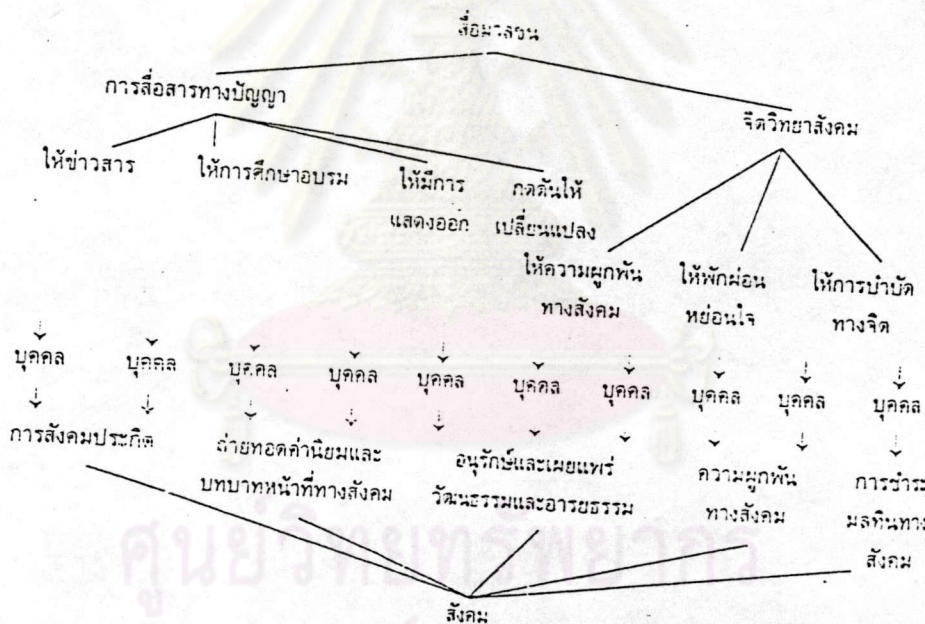 สื่อมวลชน
การสื่อสารทางปัญญา
จิตวิทยาสังคม
ให้ข่าวสาร ให้การศึกษาอบรม ให้มีการ กดดันให้
แสดงออก เปลี่ยนแปลง
ให้ความผูกพัน ให้พักผ่อน ให้การบำบัด
ทางสังคม หย่อนใจ ทางจิต
บุคคล บุคคล บุคคล บุคคล บุคคล บุคคล บุคคล บุคคล บุคคล บุคคล
การสังคมประกิต ถ่ายทอดค่านิยมและ อนุรักษ์และเผยแพร่ ความผูกพัน การชำระ
บทบาทหน้าที่ทางสังคม วัฒนธรรมและอารยธรรม ทางสังคม มลทินทาง
สังคม
ศูนย์วิทยทรัพยากร
สังคม